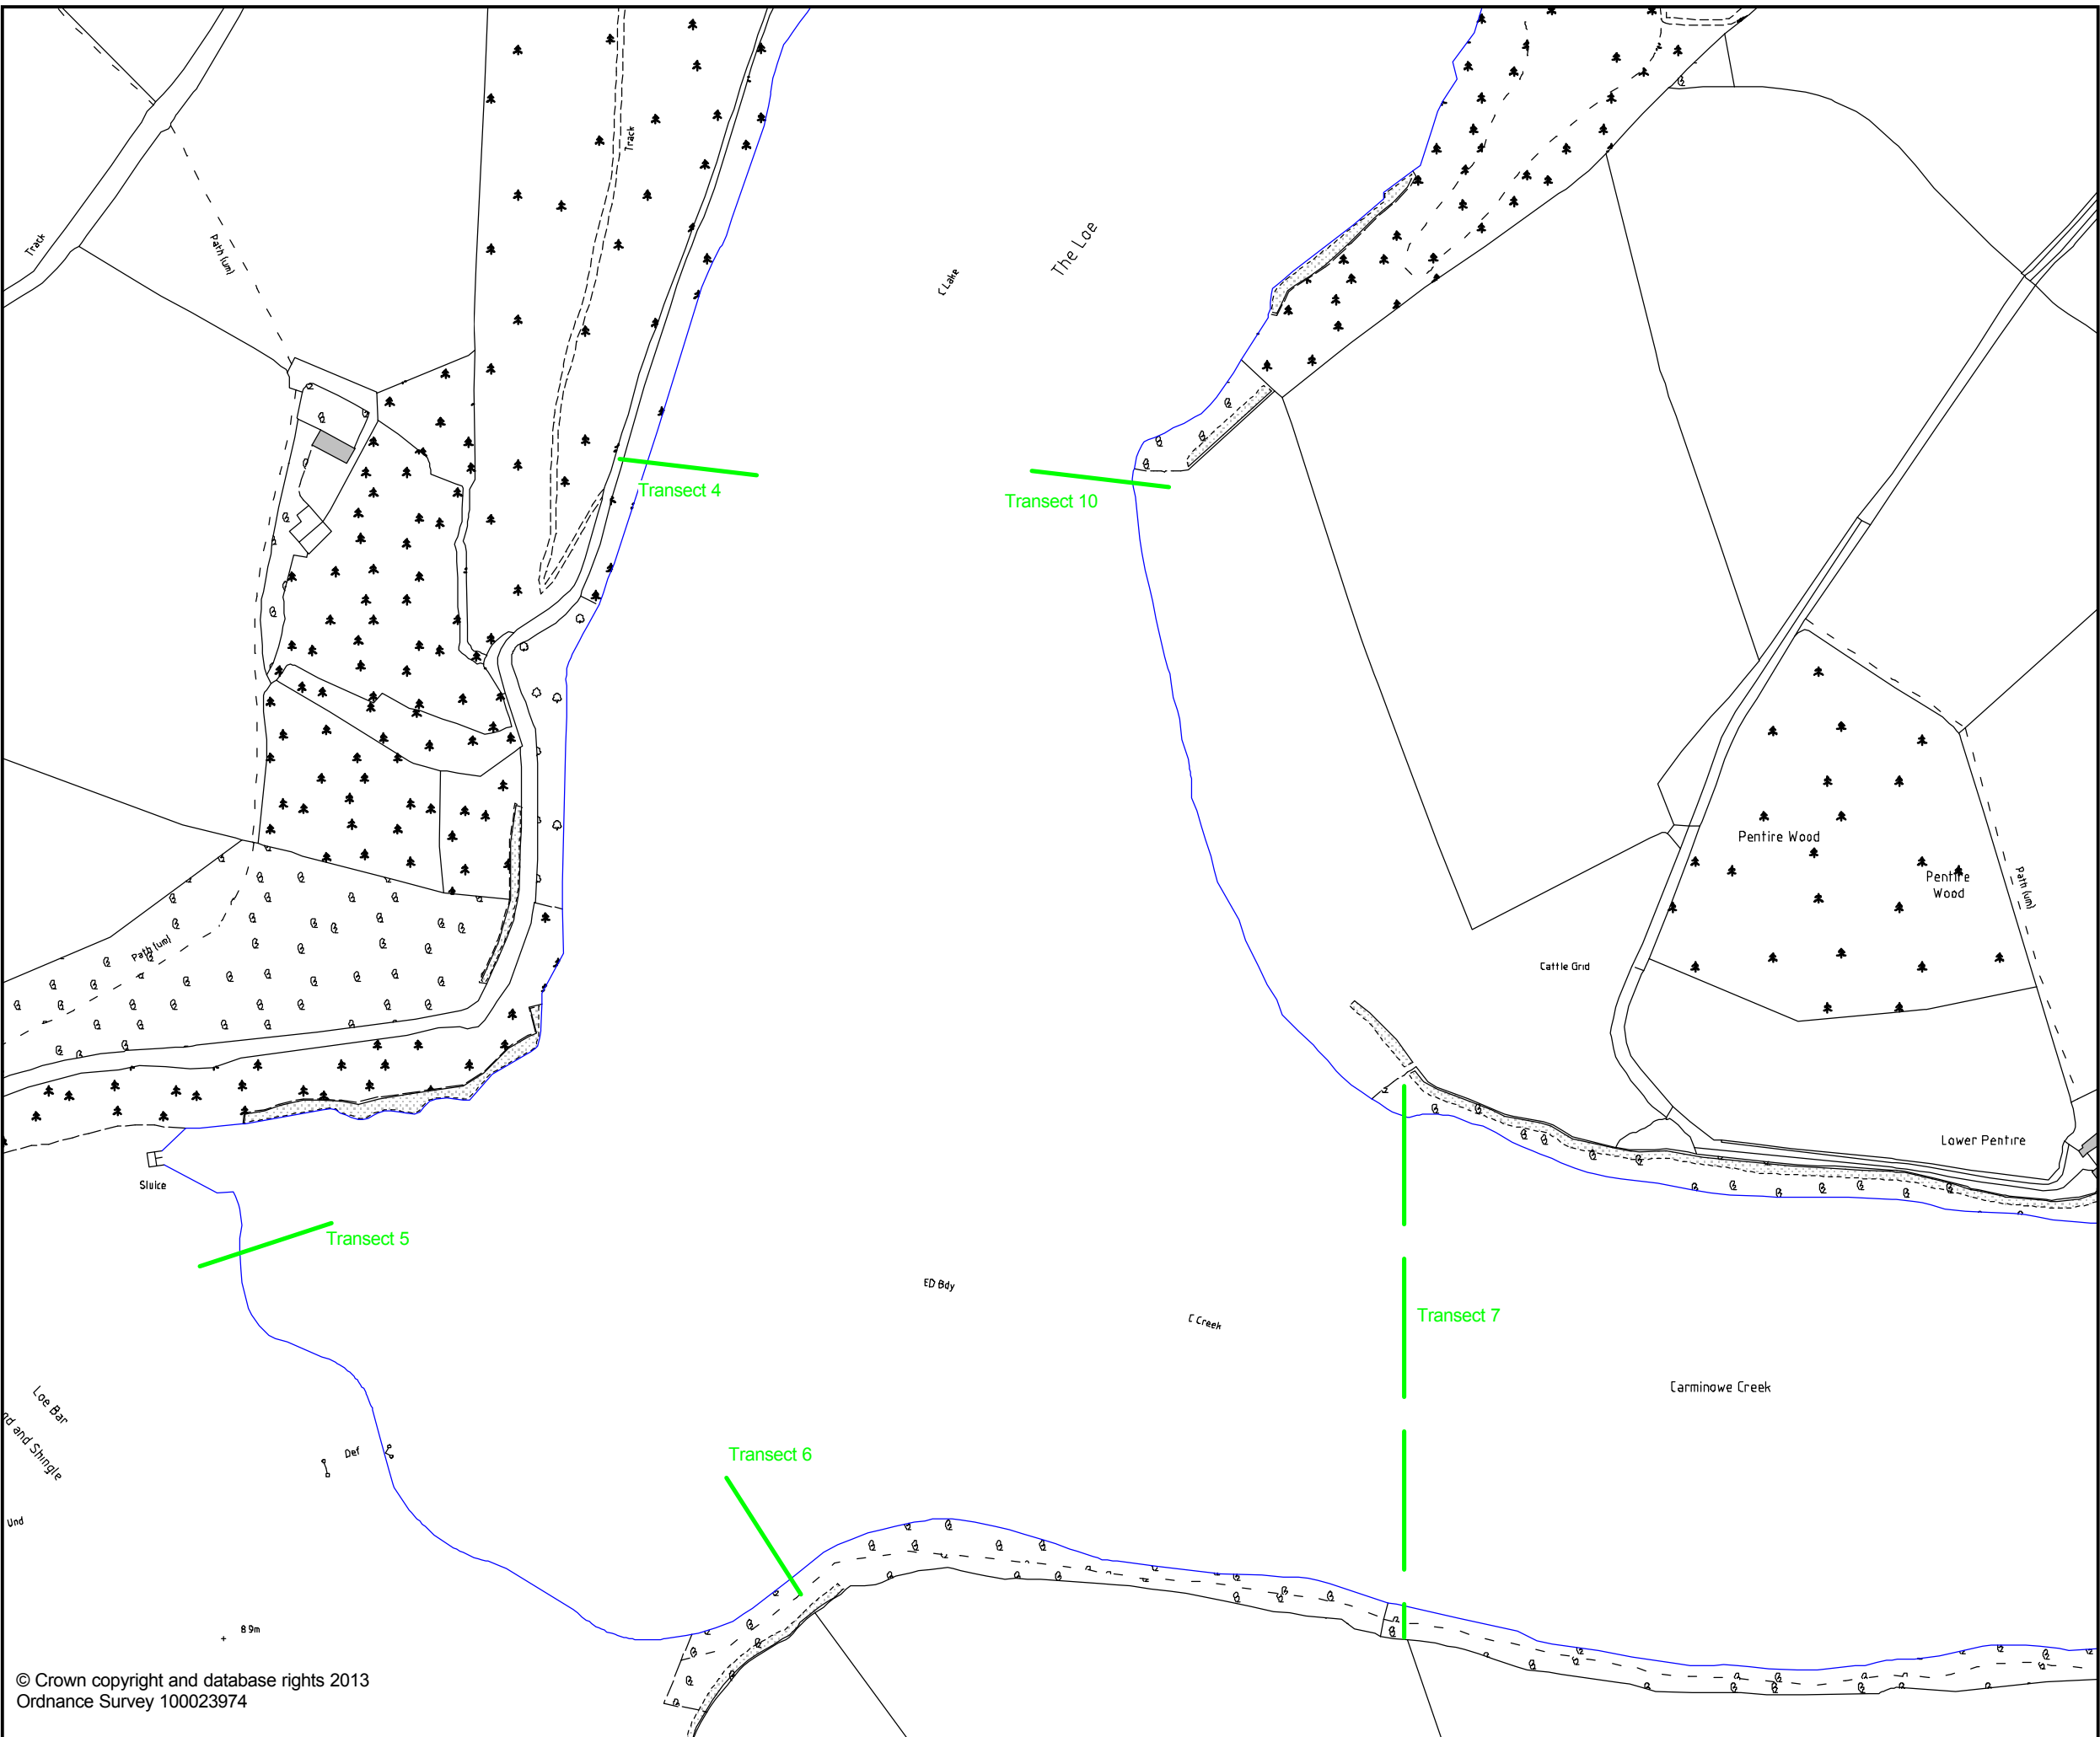 Track
Path (um)
Track
The Loe
C Lake
Transect 4
Transect 10
Pentire Wood
Pentire
Wood
Path (um)
Path (um)
Cattle Grid
Lower Pentire
Sluice
Transect 5
ED Bdy
C Creek
Transect 7
Carminowe Creek
Loe Bar
nd and Shingle
Def
Transect 6
Und
8 9m
© Crown copyright and database rights 2013
Ordnance Survey 100023974